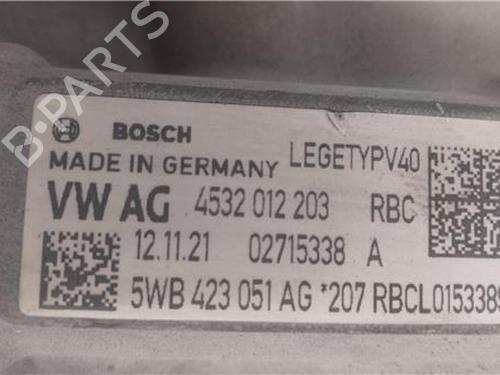 BOSCH LEGETYPV40
MADE IN GERMANY
VW AG 4532 012 203 RBC
12.11.21 02715338 A
5WB 423 051 AG *207 RBCL0153389
B-PARTS